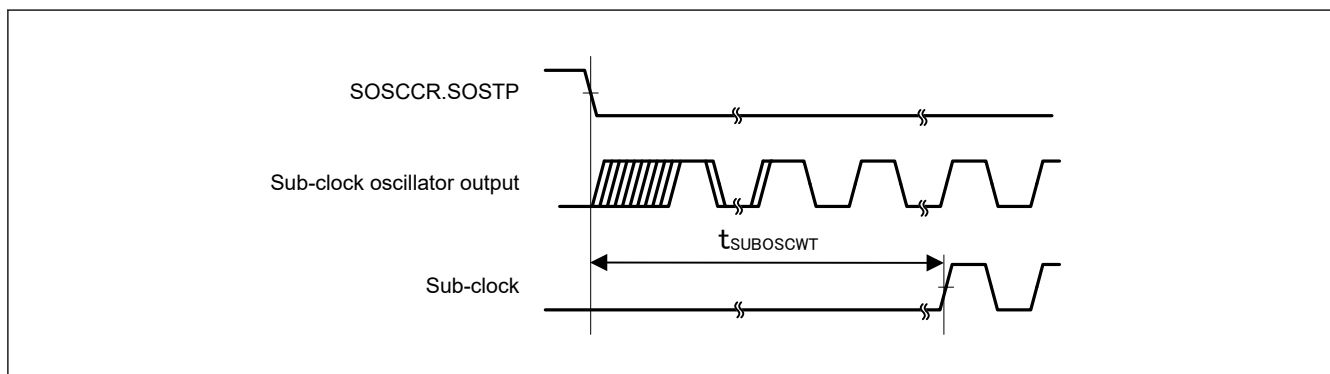 SOSCCR.SOSTP
Sub-clock oscillator output
tSUBOSCWT
Sub-clock